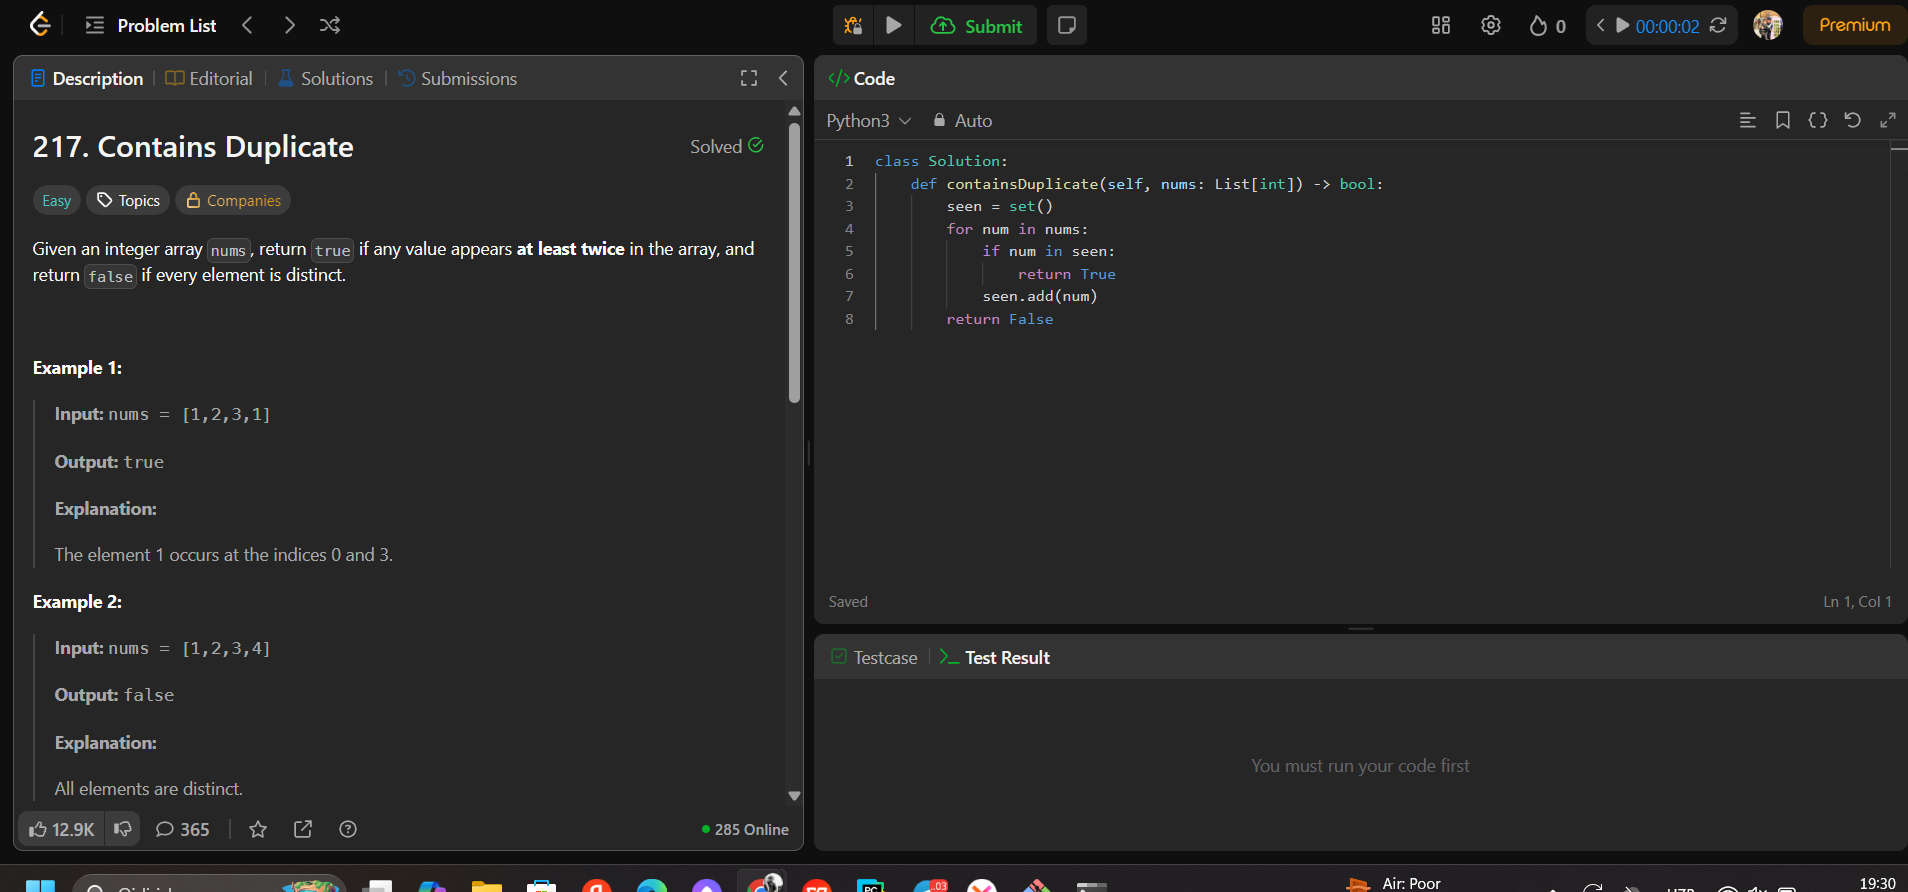 Problem List
Submit
0
00:00:02
Premium
Description
Editorial
Solutions
Submissions
217. Contains Duplicate
Solved
Easy
Topics
Companies
Given an integer array nums, return true if any value appears at least twice in the array, and
return false if every element is distinct.
Example 1:
Input: nums = [1,2,3,1]
Output: true
Explanation:
The element 1 occurs at the indices 0 and 3.
Example 2:
Input: nums = [1,2,3,4]
Output: false
Explanation:
All elements are distinct.
12.9K
365
285 Online
</> Code
Python3
Auto
1 class Solution:
2     def containsDuplicate(self, nums: List[int]) -> bool:
3         seen = set()
4         for num in nums:
5             if num in seen:
6                 return True
7             seen.add(num)
8         return False
Saved
Ln 1, Col 1
Testcase
Test Result
You must run your code first
PC
.03
Air: Poor
19:30